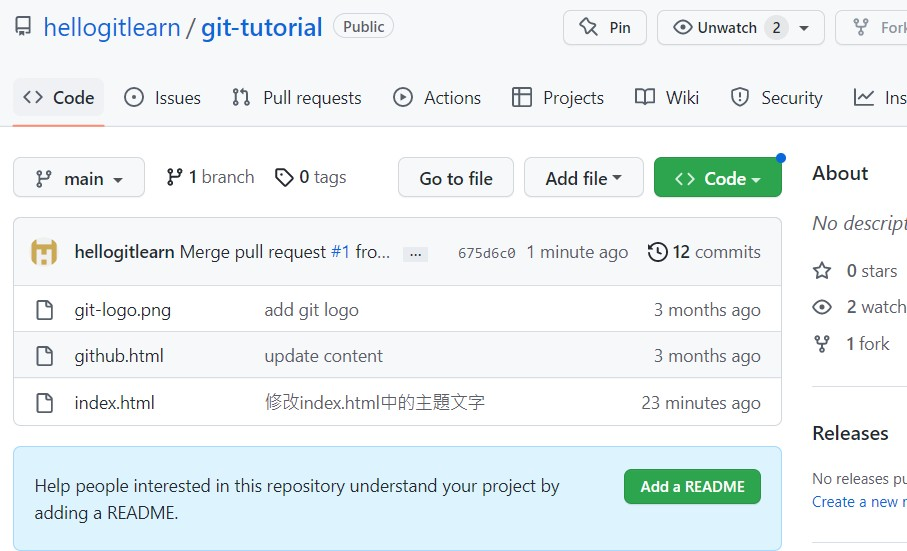 hellogitlearn / git-tutorial Public Pin Unwatch 2
Code Issues Pull requests Actions Projects Wiki Security
main 1 branch 0 tags Go to file Add file Code About
No
hellogitlearn Merge pull request #1 fro... ... 675d6c0 1 minute ago 12 commits
0 stars
2 watch
git-logo.png add git logo 3 months ago
1 fork
github.html update content 3 months ago
index.html 修改index.html中的主題文字 23 minutes ago
Releases
Help people interested in this repository understand your project by
adding a README.
Add a README
No releases
Create a new